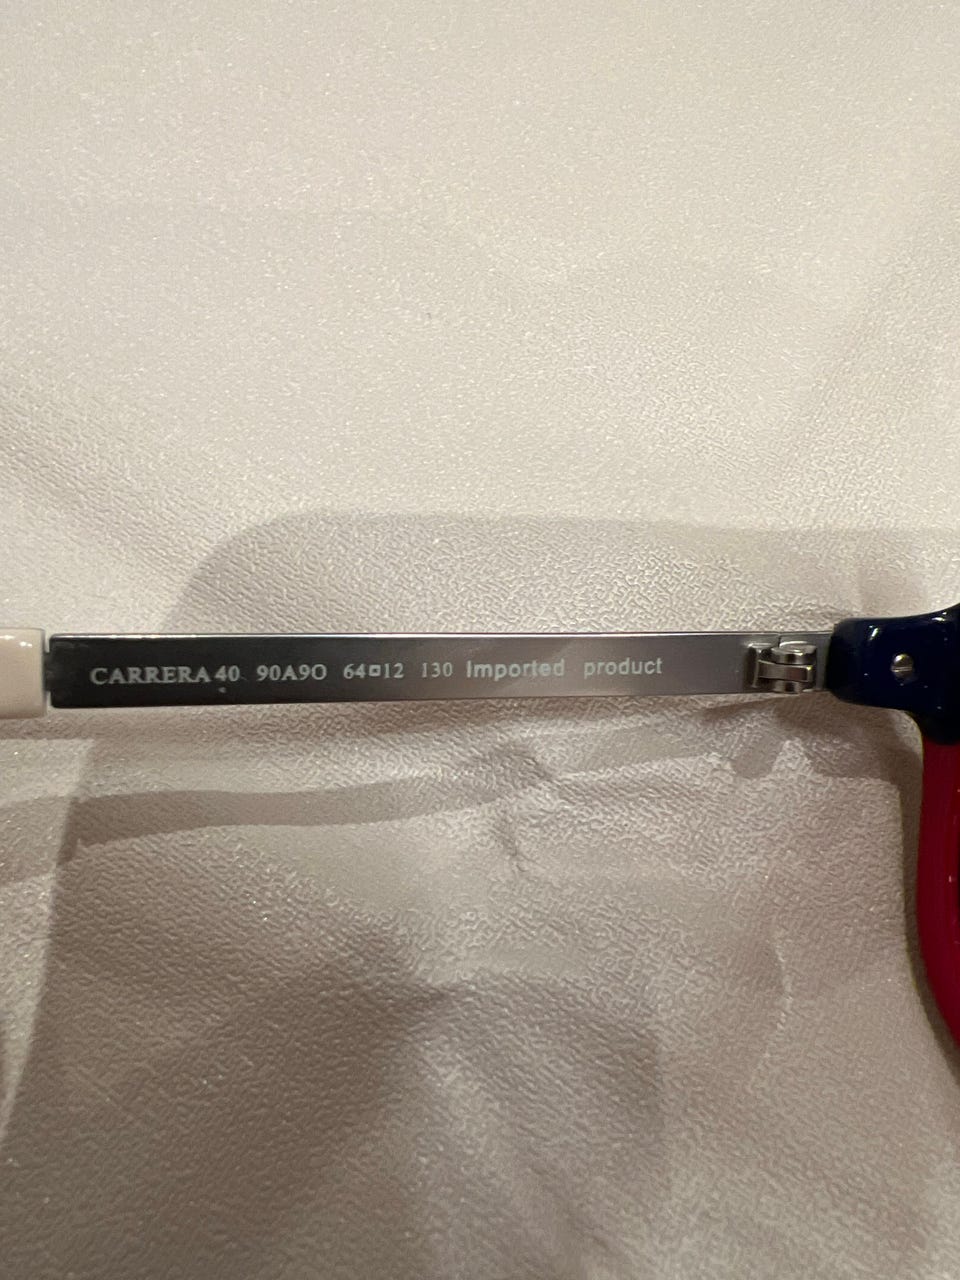 CARRERA 40 90A9O 64□12 130 Imported product